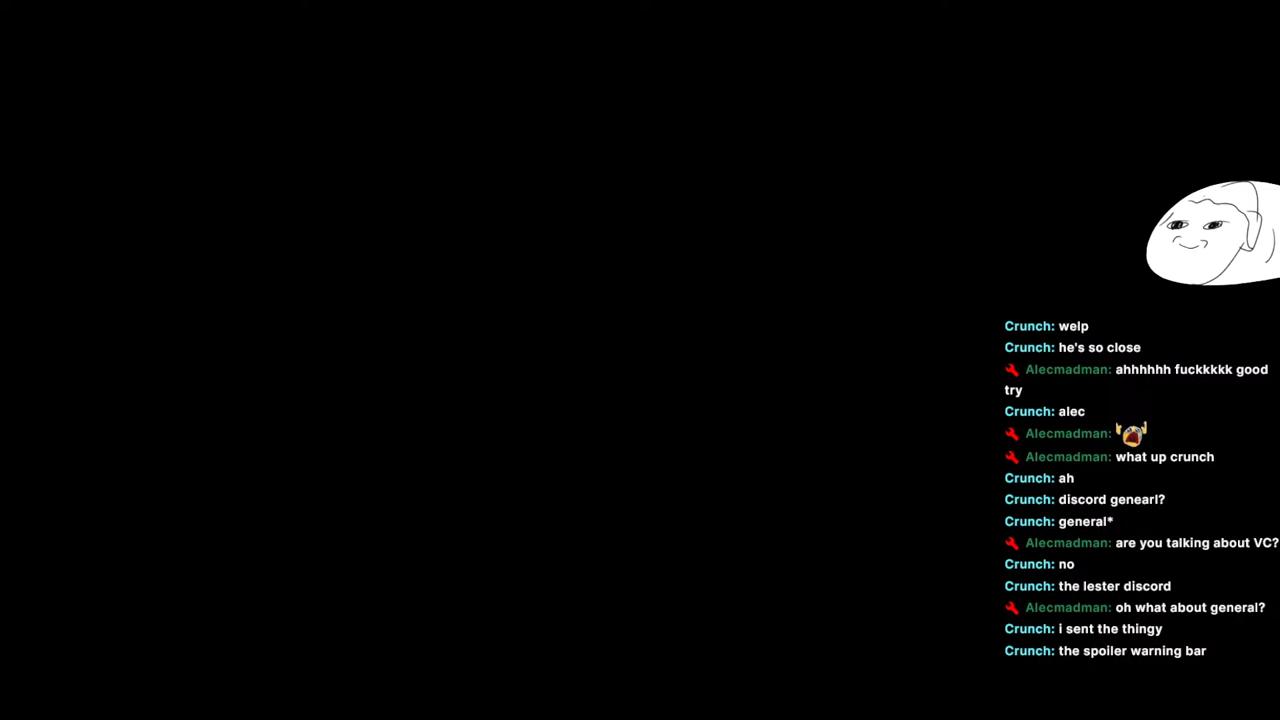 Crunch: welp
Crunch: he's so close
Alecmadman: ahhhhhh fuckkkkk good
try
Crunch: alec
Alecmadman:
Alecmadman: what up crunch
Crunch: ah
Crunch: discord genearl?
Crunch: general*
Alecmadman: are you talking about VC?
Crunch: no
Crunch: the lester discord
Alecmadman: oh what about general?
Crunch: i sent the thingy
Crunch: the spoiler warning bar